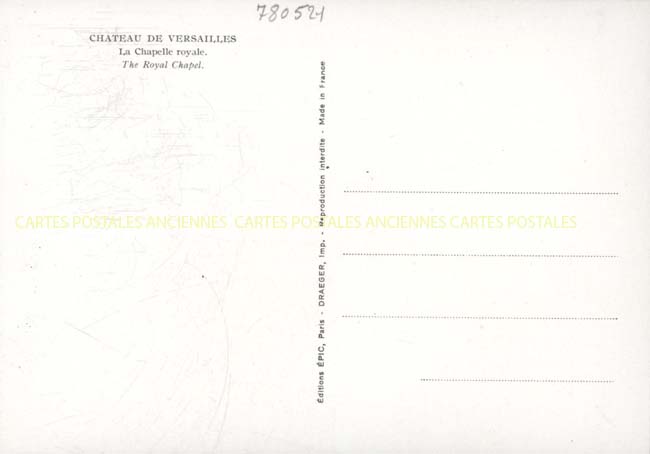 780521
CHATEAU DE VERSAILLES
La Chapelle royale.
The Royal Chapel.
Éditions ÉPIC, Paris - DRAEGER, Imp. - Reproduction interdite - Made in France
CARTES POSTALES ANCIENNES CARTES POSTALES ANCIENNES CARTES POSTALES